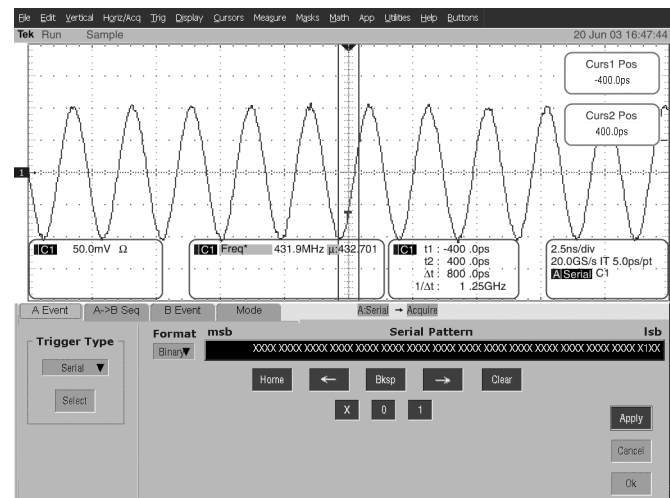 File Edit Vertical Horiz/Acq Trig Display Cursors Measure Masks Math App Utilities Help Buttons
Tek Run Sample 20 Jun 03 16:47:44
Curs1 Pos
-400.0ps
Curs2 Pos
400.0ps
1
C1 50.0mV Ω
C1 Freq* 431.9MHz µ:432.701
C1 t1: -400.0ps
t2: 400.0ps
Δt: 800.0ps
1/Δt: 1.25GHz
2.5ns/div
20.0GS/s IT 5.0ps/pt
A Serial C1
A Event A->B Seq B Event Mode A:Serial → Acquire
Trigger Type
Serial
Select
Format msb Serial Pattern lsb
Binary XXXX XXXX XXXX XXXX XXXX XXXX XXXX XXXX XXXX XXXX XXXX XXXX XXXX XXXX XXXX X1XX
Home ← Bksp → Clear
X 0 1
Apply
Cancel
Ok